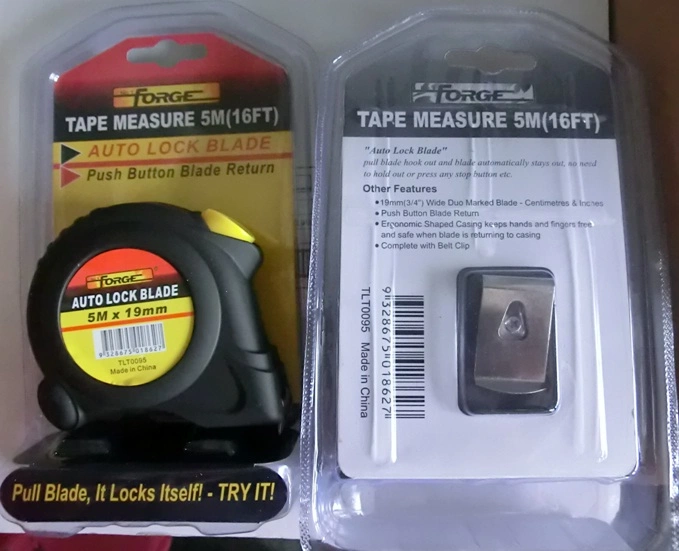 FORGE
TAPE MEASURE 5M(16FT)
AUTO LOCK BLADE
Push Button Blade Return
FORGE
AUTO LOCK BLADE
5M x 19mm
9 328675 018627
TLT0095
Made in China
Pull Blade, It Locks Itself! - TRY IT!
FORGE
TAPE MEASURE 5M(16FT)
"Auto Lock Blade"
pull blade hook out and blade automatically stays out, no need
to hold out or press any stop button etc.
Other Features
•19mm(3/4") Wide Duo Marked Blade - Centimetres & Inches
• Push Button Blade Return
• Ergonomic Shaped Casing keeps hands and fingers free
and safe when blade is returning to casing
• Complete with Belt Clip
9 328675 018627
TLT0095 Made in China